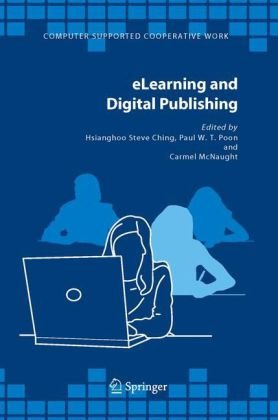 COMPUTER SUPPORTED COOPERATIVE WORK
eLearning and
Digital Publishing
Edited by
Hsianghoo Steve Ching, Paul W. T. Poon
and
Carmel McNaught
Springer